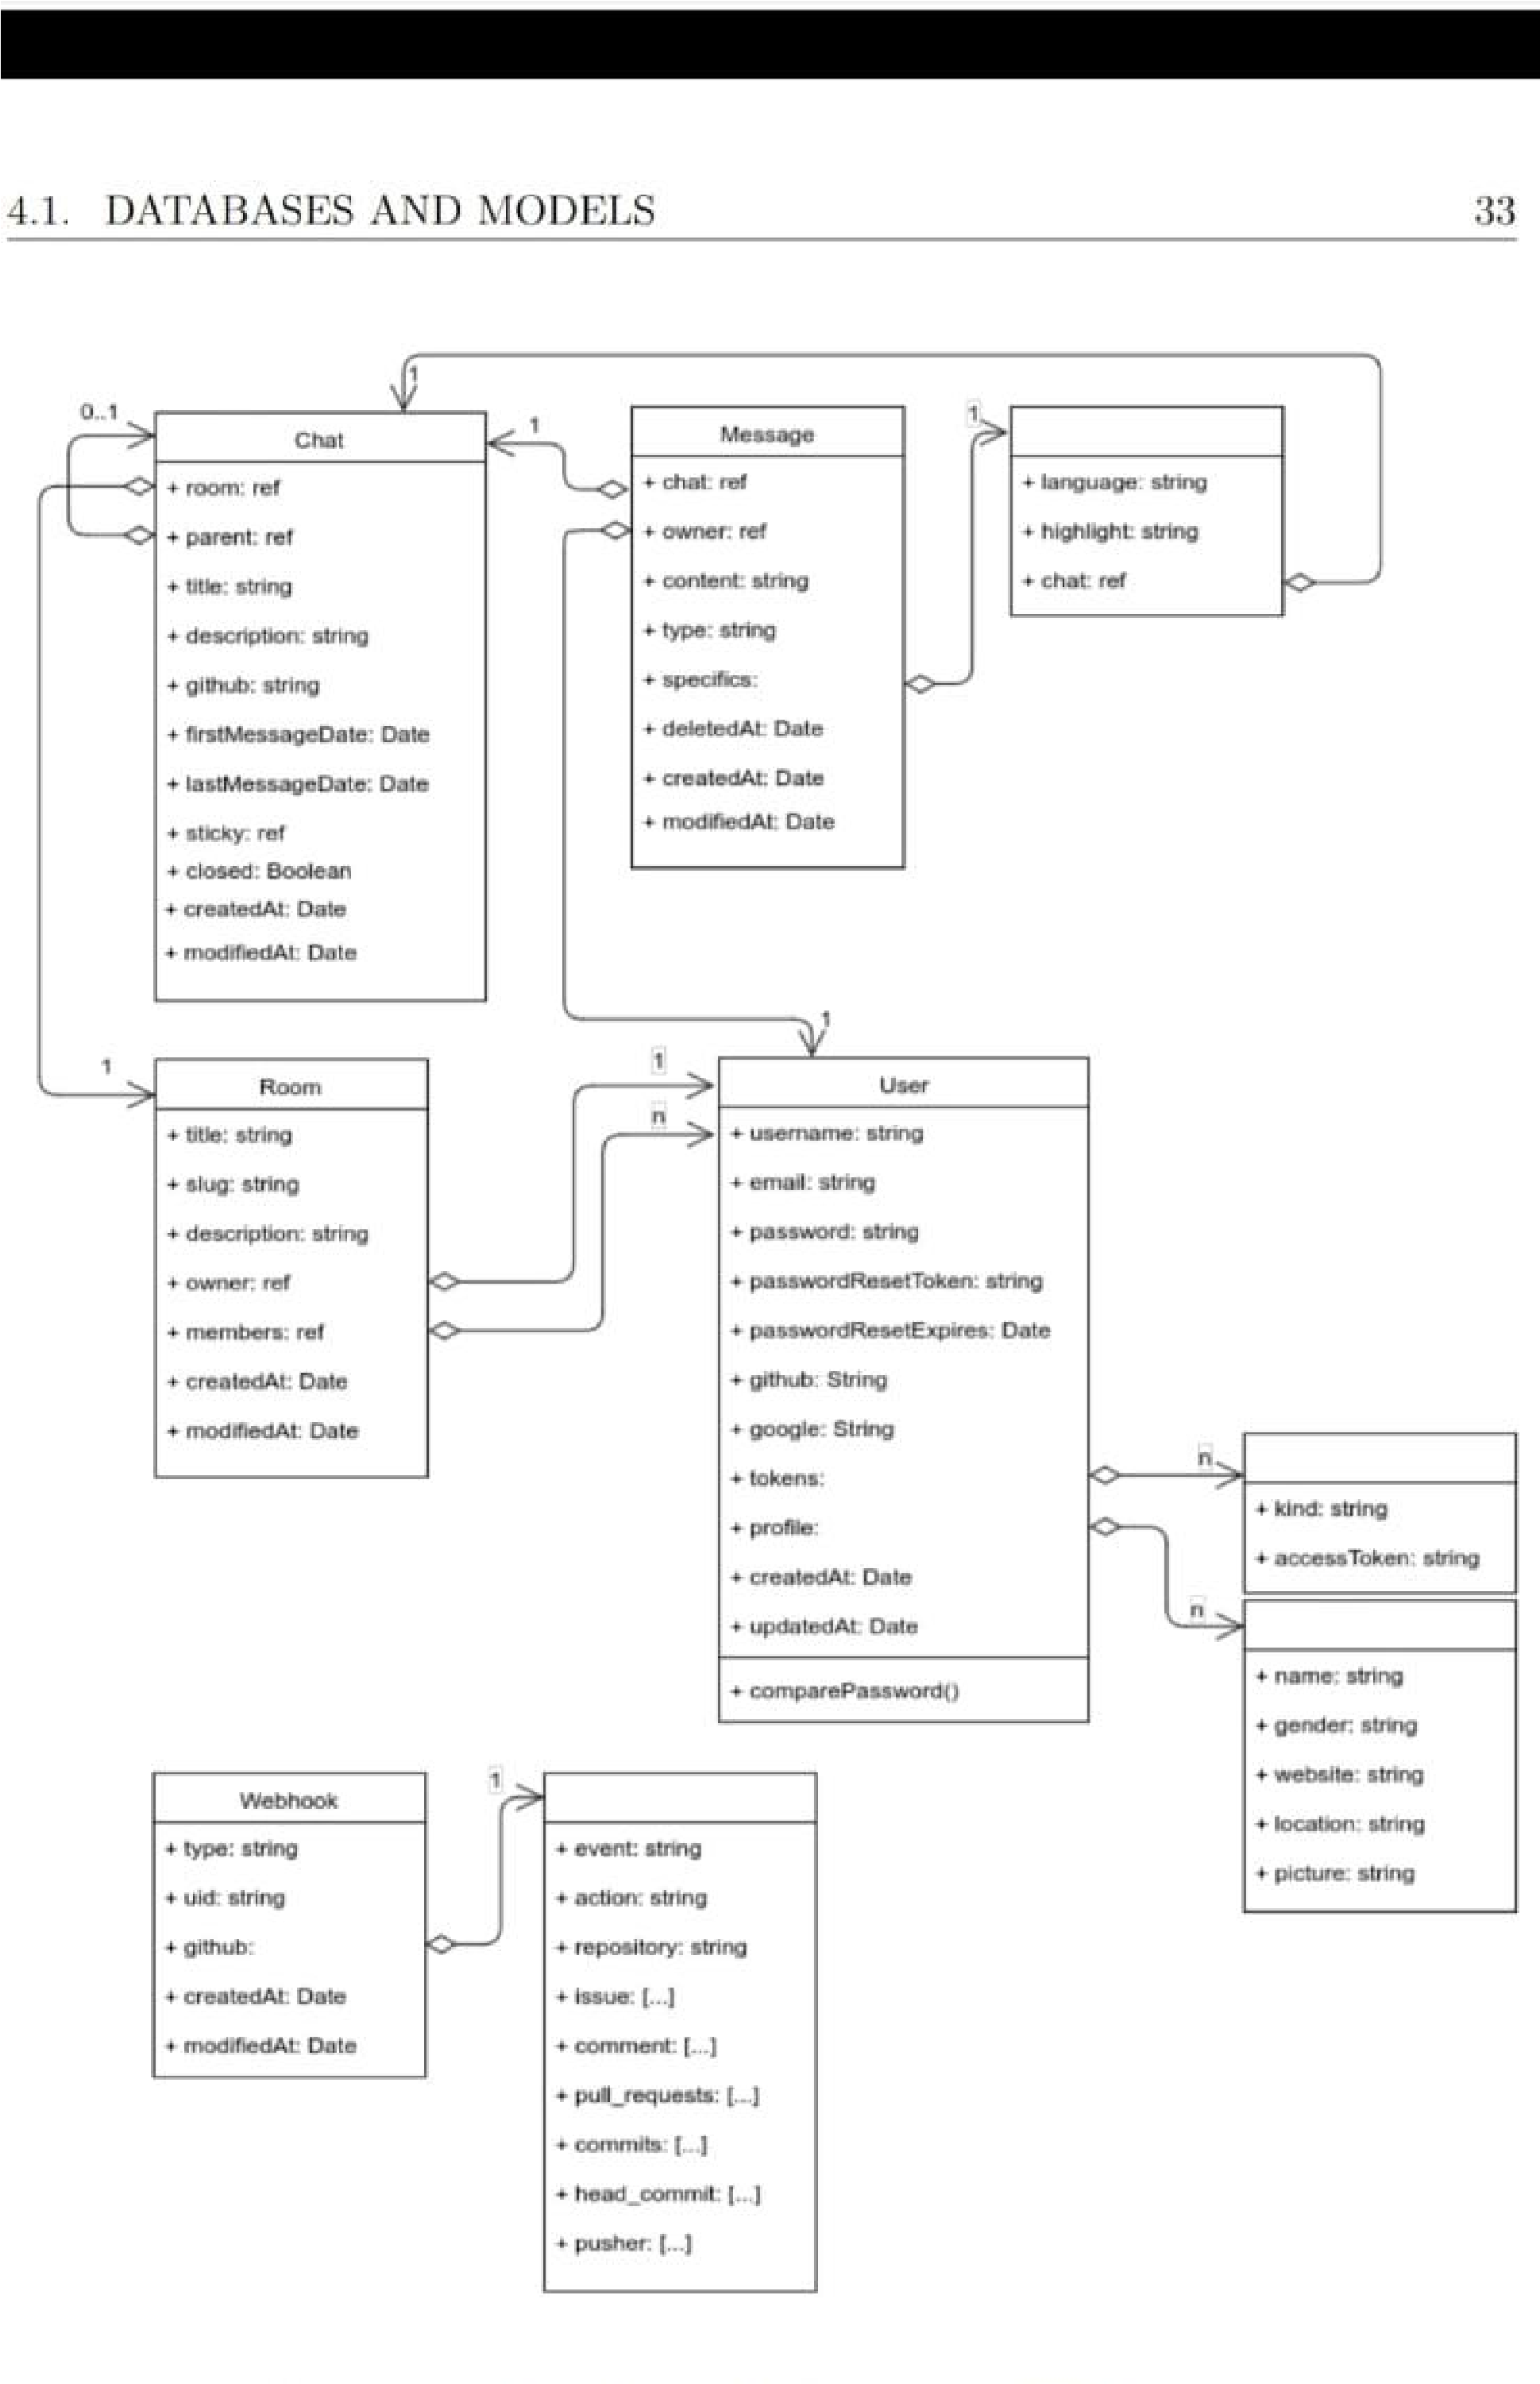 4.1. DATABASES AND MODELS 33
1
0..1
Chat
+ room: ref
+ parent: ref
+ title: string
+ description: string
+ github: string
+ firstMessageDate: Date
+ lastMessageDate: Date
+ sticky: ref
+ closed: Boolean
+ createdAt: Date
+ modifiedAt: Date
1
Message
+ chat: ref
+ owner: ref
+ content: string
+ type: string
+ specifics:
+ deletedAt: Date
+ createdAt: Date
+ modifiedAt: Date
1
+ language: string
+ highlight: string
+ chat: ref
1
Room
+ title: string
+ slug: string
+ description: string
+ owner: ref
+ members: ref
+ createdAt: Date
+ modifiedAt: Date
1
1
n
User
+ username: string
+ email: string
+ password: string
+ passwordResetToken: string
+ passwordResetExpires: Date
+ github: String
+ google: String
+ tokens:
+ profile:
+ createdAt: Date
+ updatedAt: Date
+ comparePassword()
n
+ kind: string
+ accessToken: string
n
+ name: string
+ gender: string
+ website: string
+ location: string
+ picture: string
Webhook
+ type: string
+ uid: string
+ github:
+ createdAt: Date
+ modifiedAt: Date
1
+ event: string
+ action: string
+ repository: string
+ issue: [...]
+ comment: [...]
+ pull_requests: [...]
+ commits: [...]
+ head_commit: [...]
+ pusher: [...]